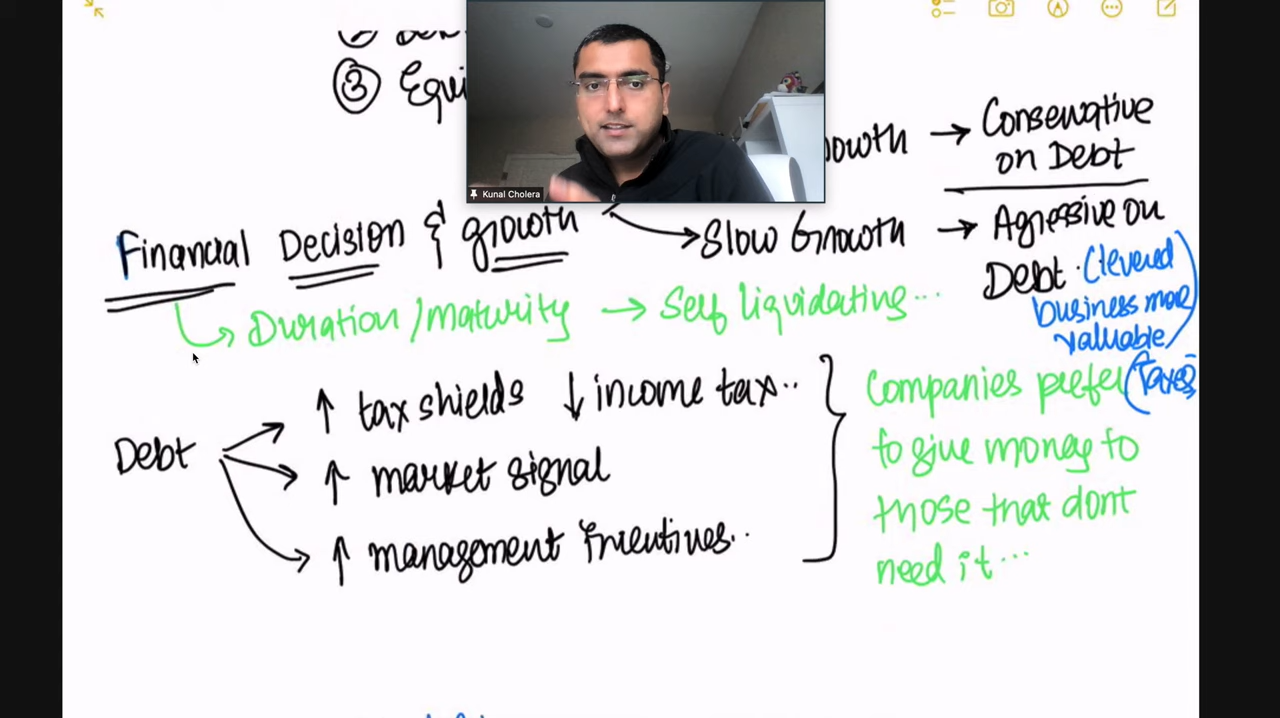 ③ Equi
Kunal Cholera
owth → Conservative
on Debt
Financial Decision & growth
Slow Growth → Agressive on
Debt. (levered
business more
valuable)
(Taxes)
Duration/maturity → Self liquidating...
Debt
↑ tax shields ↓ income tax..
↑ market signal
↑ management incentives..
Companies prefer
to give money to
those that dont
need it...